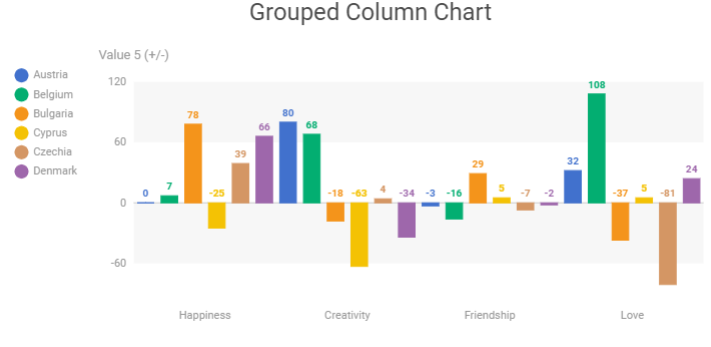 Grouped Column Chart
Value 5 (+/-)
Austria
Belgium
Bulgaria
Cyprus
Czechia
Denmark
120
60
0
-60
0 7 78 -25 39 66
80 68 -18 -63 4 -34
-3 -16 29 5 -7 -2
32 108 -37 5 -81 24
Happiness Creativity Friendship Love